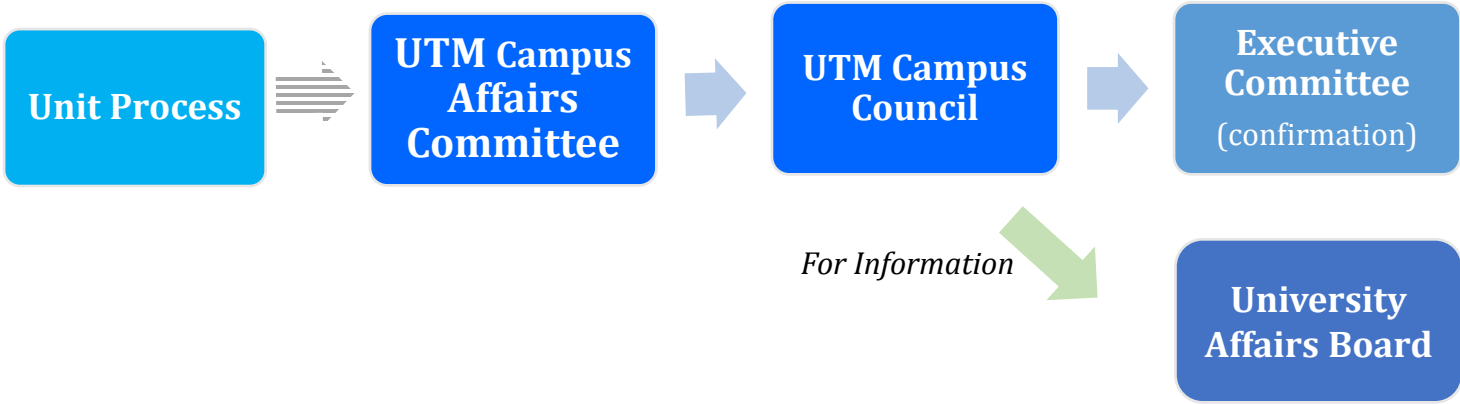 Unit Process
UTM Campus
Affairs
Committee
UTM Campus
Council
Executive
Committee
(confirmation)
For Information
University
Affairs Board